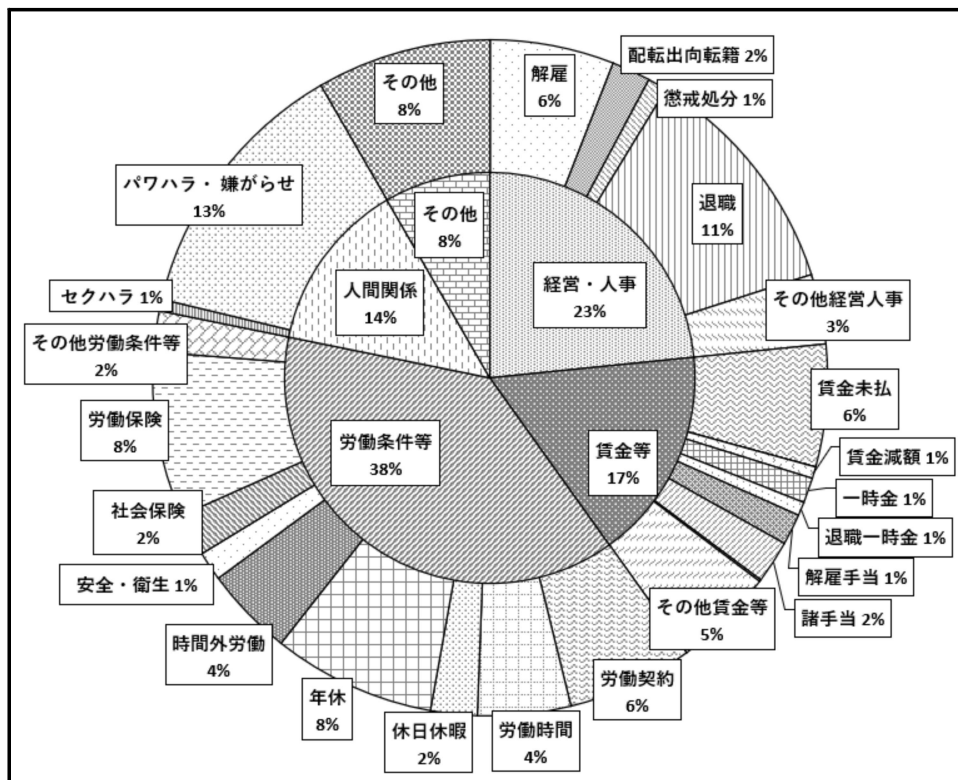 解雇
6%
配転出向転籍 2%
懲戒処分 1%
退職
11%
その他経営人事
3%
賃金未払
6%
賃金減額 1%
一時金 1%
退職一時金 1%
解雇手当 1%
諸手当 2%
その他賃金等
5%
労働契約
6%
労働時間
4%
休日休暇
2%
年休
8%
時間外労働
4%
安全・衛生 1%
社会保険
2%
労働保険
8%
その他労働条件等
2%
セクハラ 1%
パワハラ・ 嫌がらせ
13%
その他
8%
経営・人事
23%
賃金等
17%
労働条件等
38%
人間関係
14%
その他
8%